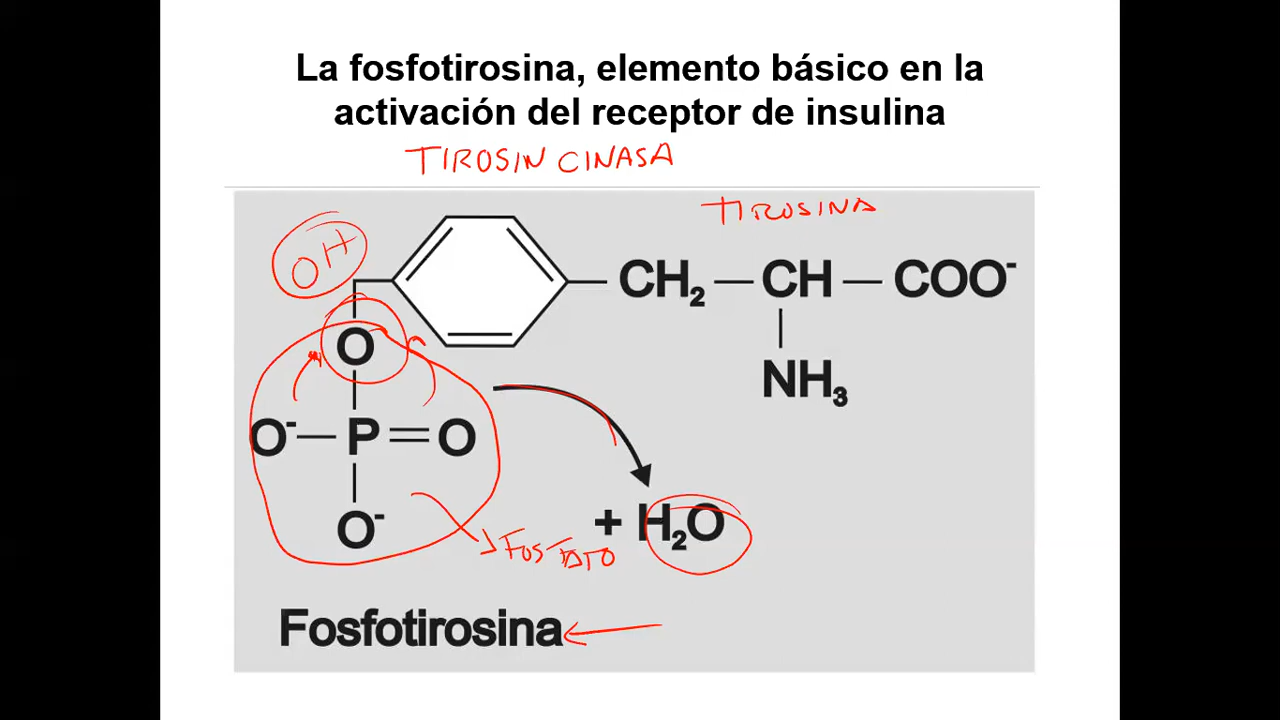 La fosfotirosina, elemento básico en la
activación del receptor de insulina
TIROSIN CINASA
TIROSINA
OH
CH₂ — CH — COO⁻
O
NH₃
O⁻ — P = O
O⁻
+ H₂O
FOSFATO
Fosfotirosina